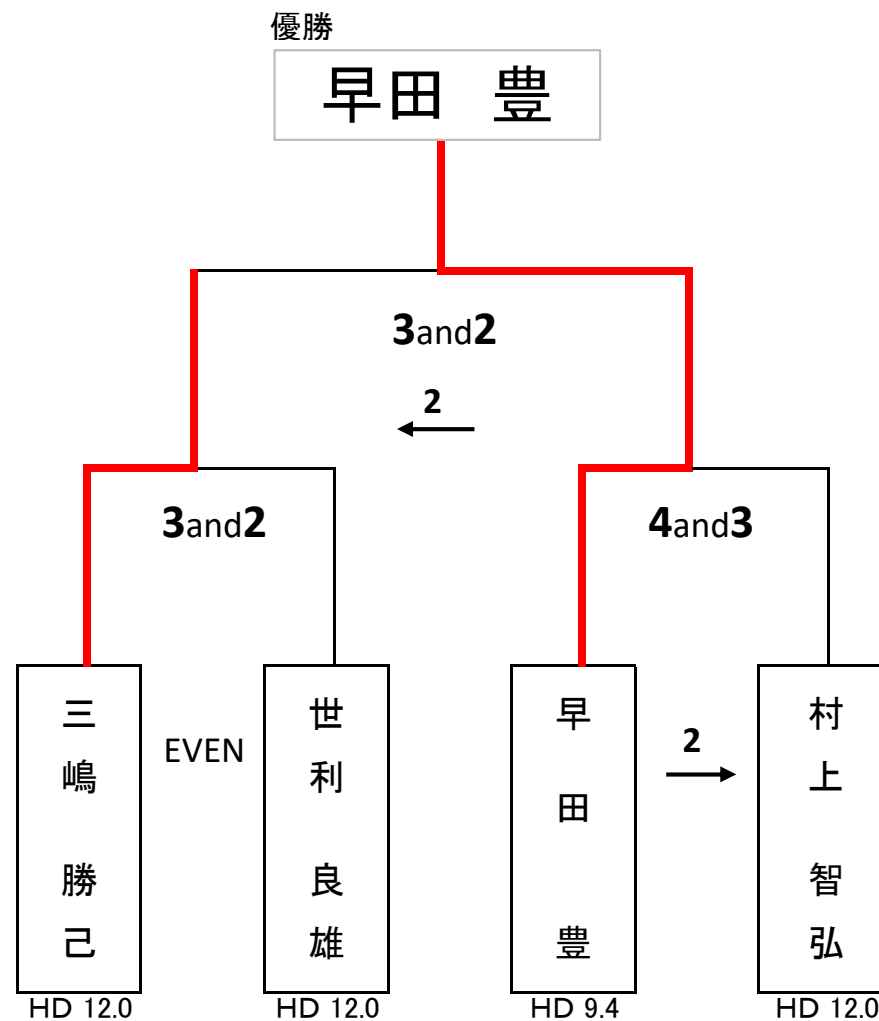 優勝
早田　豊
3and2
2
3and2
4and3
三嶋　勝己
EVEN
世利　良雄
早田　豊
2
村上　智弘
HD 12.0
HD 12.0
HD 9.4
HD 12.0